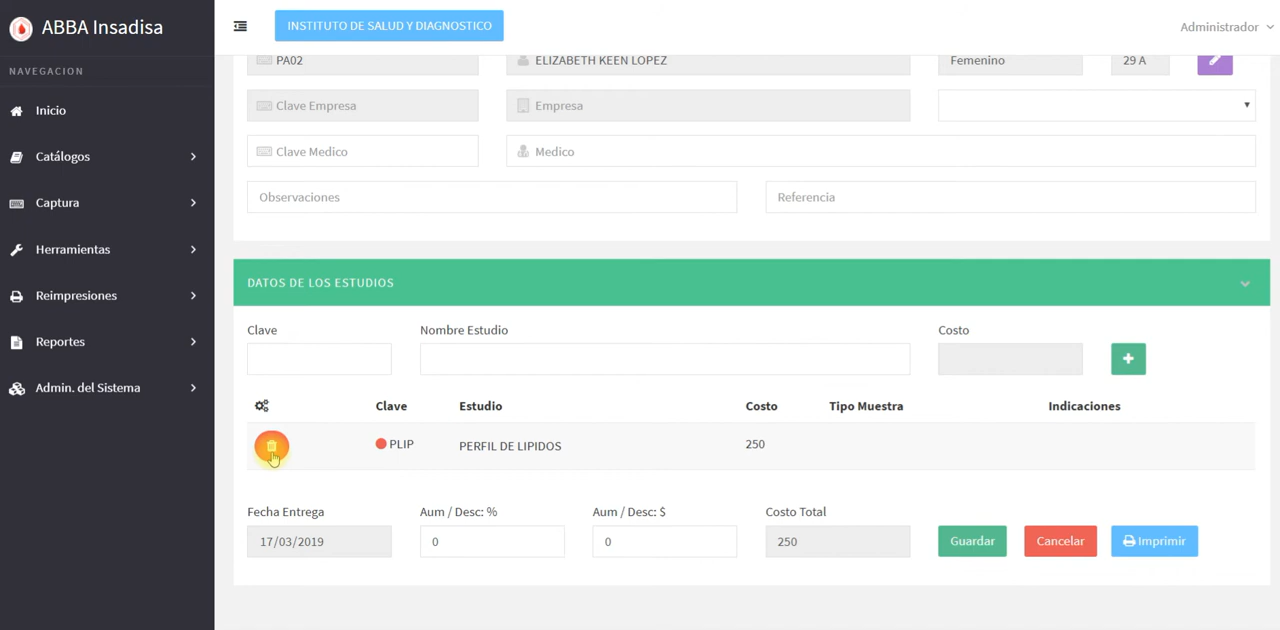 ABBA Insadisa
INSTITUTO DE SALUD Y DIAGNOSTICO
Administrador
NAVEGACION
Inicio
Catálogos
Captura
Herramientas
Reimpresiones
Reportes
Admin. del Sistema
PA02 ELIZABETH KEEN LOPEZ Femenino 29 A
Clave Empresa Empresa
Clave Medico Medico
Observaciones Referencia
DATOS DE LOS ESTUDIOS
Clave Nombre Estudio Costo
Clave Estudio Costo Tipo Muestra Indicaciones
PLIP PERFIL DE LIPIDOS 250
Fecha Entrega Aum / Desc: % Aum / Desc: $ Costo Total
17/03/2019 0 0 250 Guardar Cancelar Imprimir